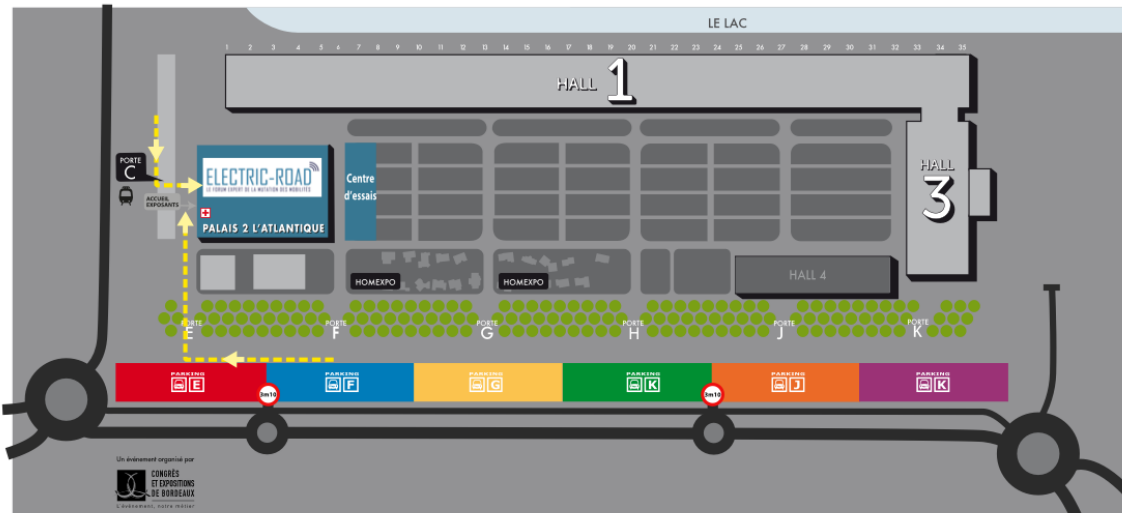 LE LAC
1 2 3 4 5 6 7 8 9 10 11 12 13 14 15 16 17 18 19 20 21 22 23 24 25 26 27 28 29 30 31 32 33 34 35
HALL 1
PORTE
C
ACCUEIL
EXPOSANTS
ELECTRIC-ROAD
LE FORUM EXPERT DE LA MUTATION DES MOBILITÉS
PALAIS 2 L'ATLANTIQUE
Centre
d'essais
HALL
3
HOMEXPO
HOMEXPO
HALL 4
PORTE
E
PORTE
F
PORTE
G
PORTE
H
PORTE
J
PORTE
K
PARKING
E
PARKING
F
PARKING
G
PARKING
K
PARKING
J
PARKING
K
3m10
3m10
Un évènement organisé par
CONGRÈS
ET EXPOSITIONS
DE BORDEAUX
L'évènement, notre métier